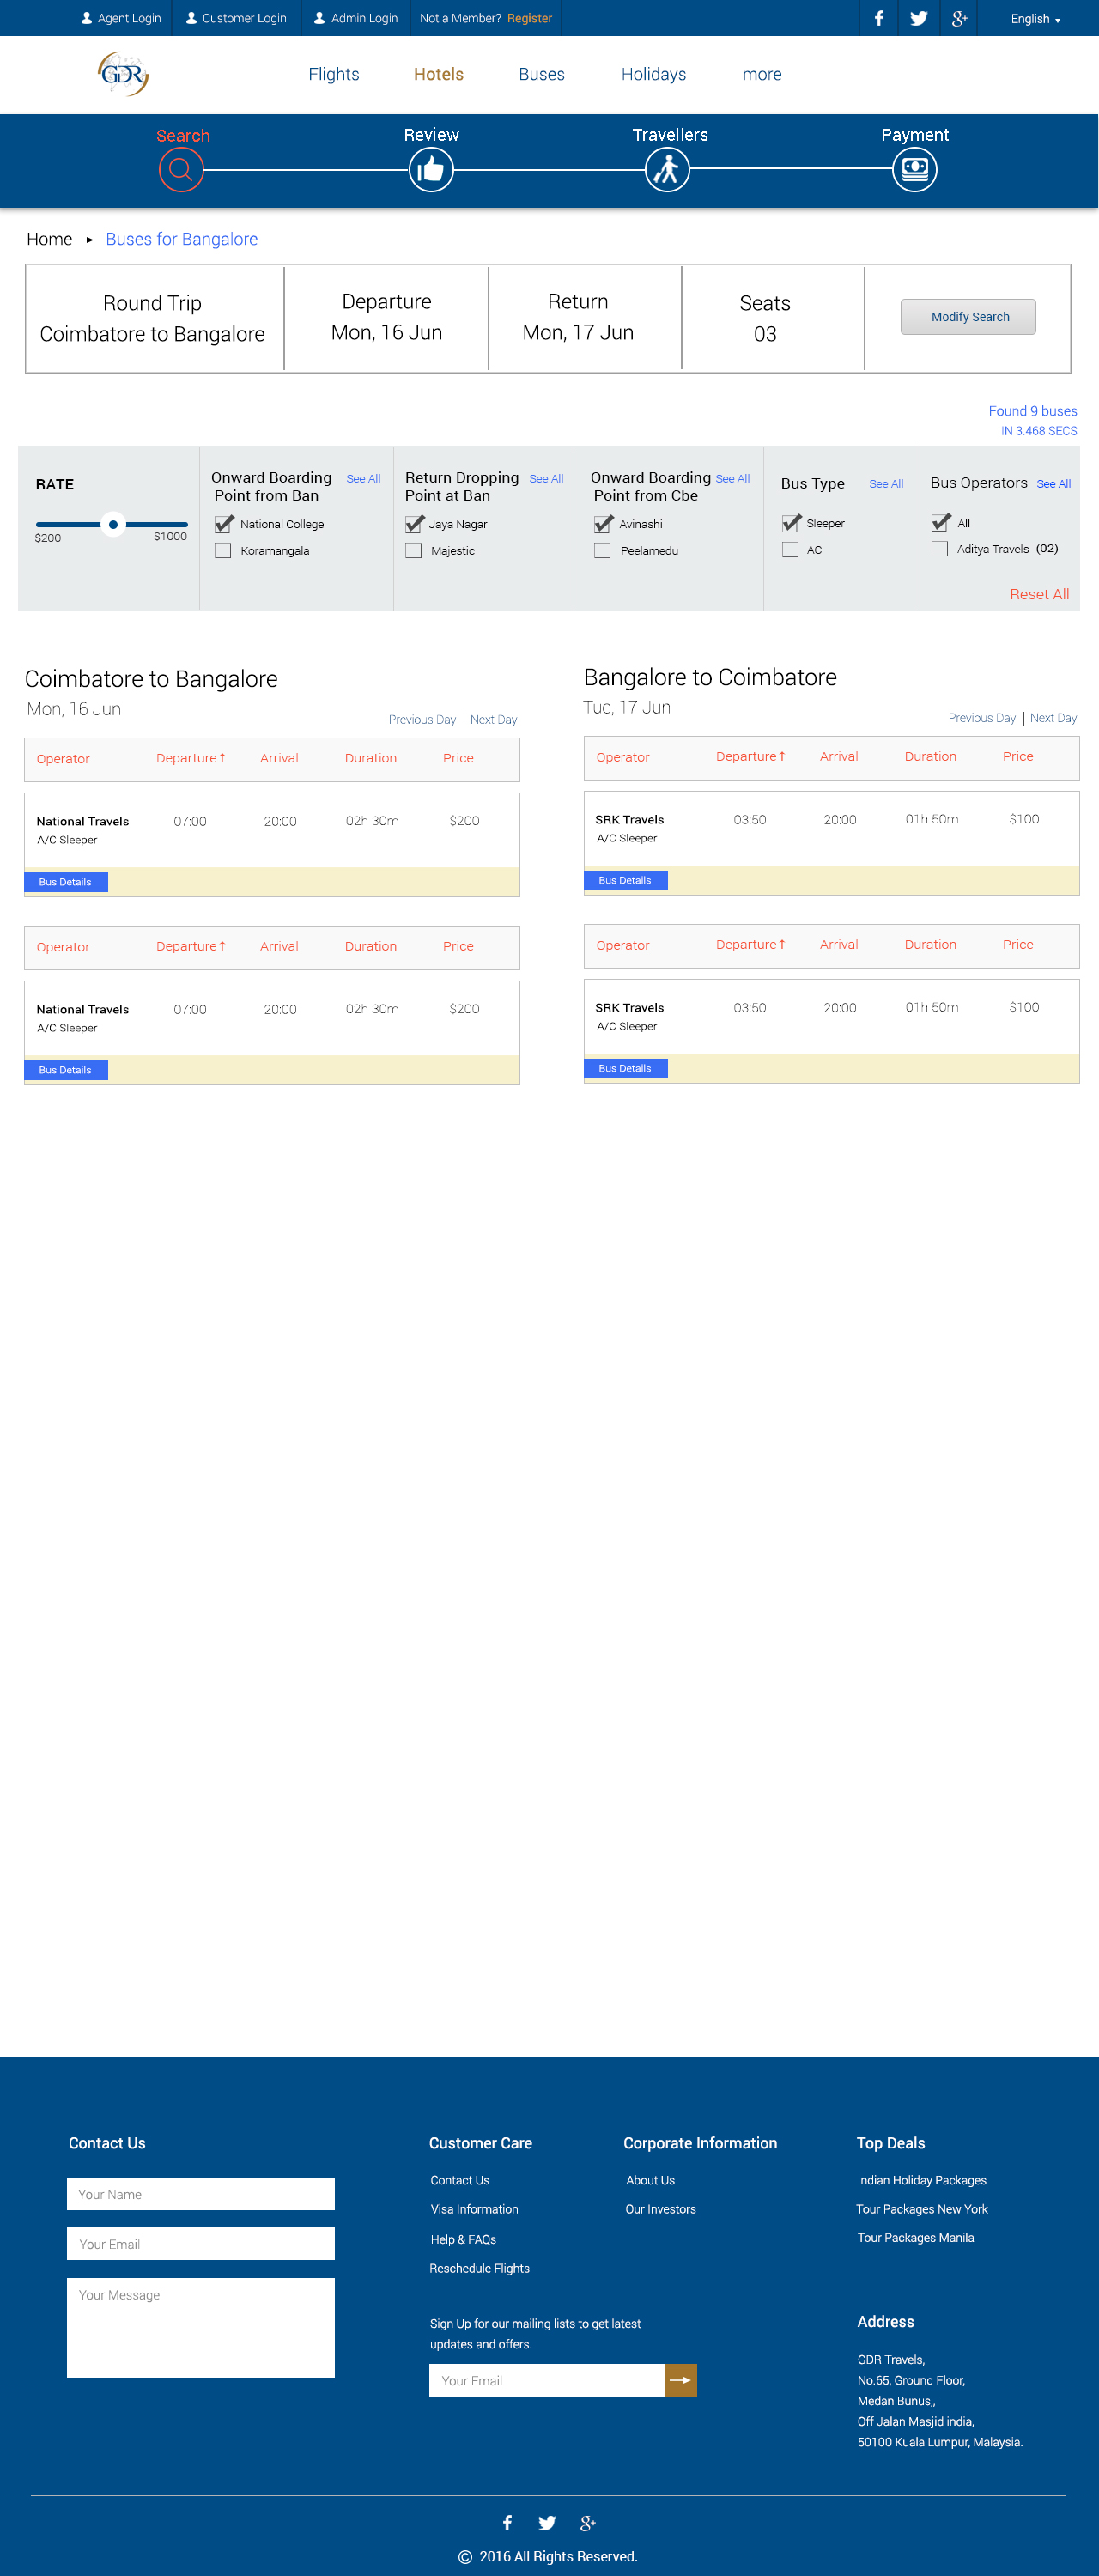 Agent Login
Customer Login
Admin Login
Not a Member? Register
English
GDR
Flights
Hotels
Buses
Holidays
more
Search
Review
Travellers
Payment
Home
Buses for Bangalore
Round Trip
Coimbatore to Bangalore
Departure
Mon, 16 Jun
Return
Mon, 17 Jun
Seats
03
Modify Search
Found 9 buses
IN 3.468 SECS
RATE
$200
$1000
Onward Boarding See All
Point from Ban
National College
Koramangala
Return Dropping See All
Point at Ban
Jaya Nagar
Majestic
Onward Boarding See All
Point from Cbe
Avinashi
Peelamedu
Bus Type See All
Sleeper
AC
Bus Operators See All
All
Aditya Travels (02)
Reset All
Coimbatore to Bangalore
Mon, 16 Jun
Previous Day | Next Day
Operator Departure↑ Arrival Duration Price
National Travels 07:00 20:00 02h 30m $200
A/C Sleeper
Bus Details
Operator Departure↑ Arrival Duration Price
National Travels 07:00 20:00 02h 30m $200
A/C Sleeper
Bus Details
Bangalore to Coimbatore
Tue, 17 Jun
Previous Day | Next Day
Operator Departure↑ Arrival Duration Price
SRK Travels 03:50 20:00 01h 50m $100
A/C Sleeper
Bus Details
Operator Departure↑ Arrival Duration Price
SRK Travels 03:50 20:00 01h 50m $100
A/C Sleeper
Bus Details
Contact Us
Your Name
Your Email
Your Message
Customer Care
Contact Us
Visa Information
Help & FAQs
Reschedule Flights
Sign Up for our mailing lists to get latest
updates and offers.
Your Email
Corporate Information
About Us
Our Investors
Top Deals
Indian Holiday Packages
Tour Packages New York
Tour Packages Manila
Address
GDR Travels,
No.65, Ground Floor,
Medan Bunus,,
Off Jalan Masjid india,
50100 Kuala Lumpur, Malaysia.
© 2016 All Rights Reserved.